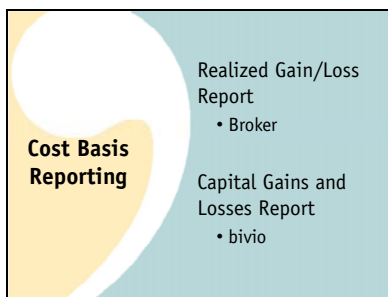 Cost Basis
Reporting
Realized Gain/Loss
Report
• Broker
Capital Gains and
Losses Report
• bivio